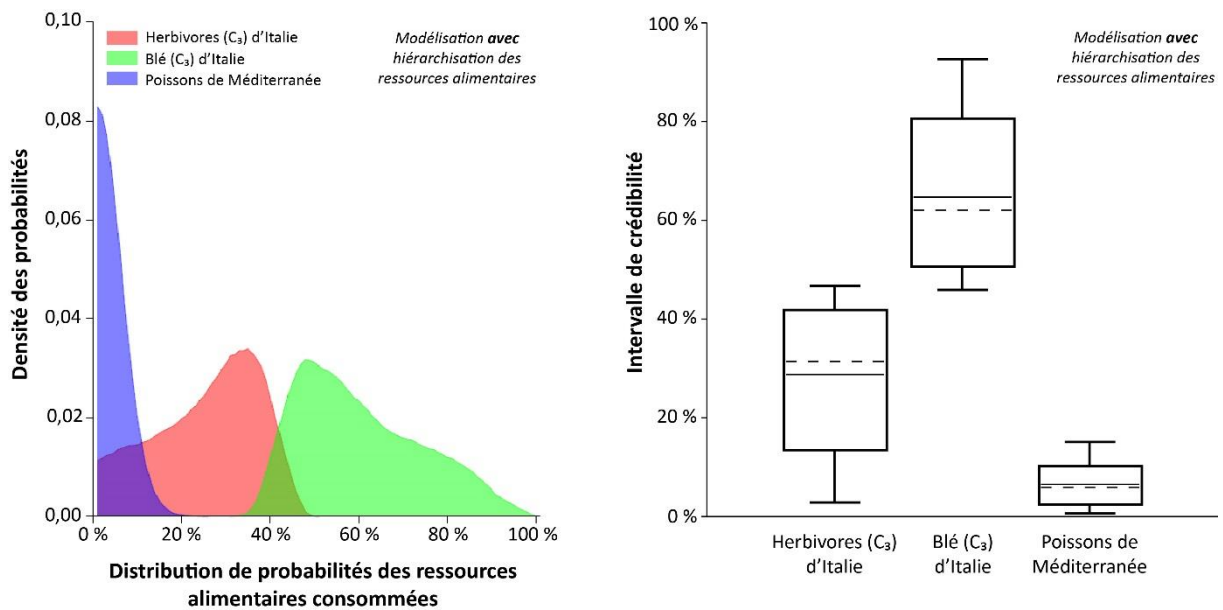 0,10
0,08
0,06
0,04
0,02
0,00
Densité des probabilités
Herbivores (C₃) d’Italie
Blé (C₃) d’Italie
Poissons de Méditerranée
Modélisation avec
hiérarchisation des
ressources alimentaires
0 %
20 %
40 %
60 %
80 %
100 %
Distribution de probabilités des ressources
alimentaires consommées
100 %
80 %
60 %
40 %
20 %
0 %
Intervalle de crédibilité
Modélisation avec
hiérarchisation des
ressources alimentaires
Herbivores (C₃)
d’Italie
Blé (C₃)
d’Italie
Poissons de
Méditerranée